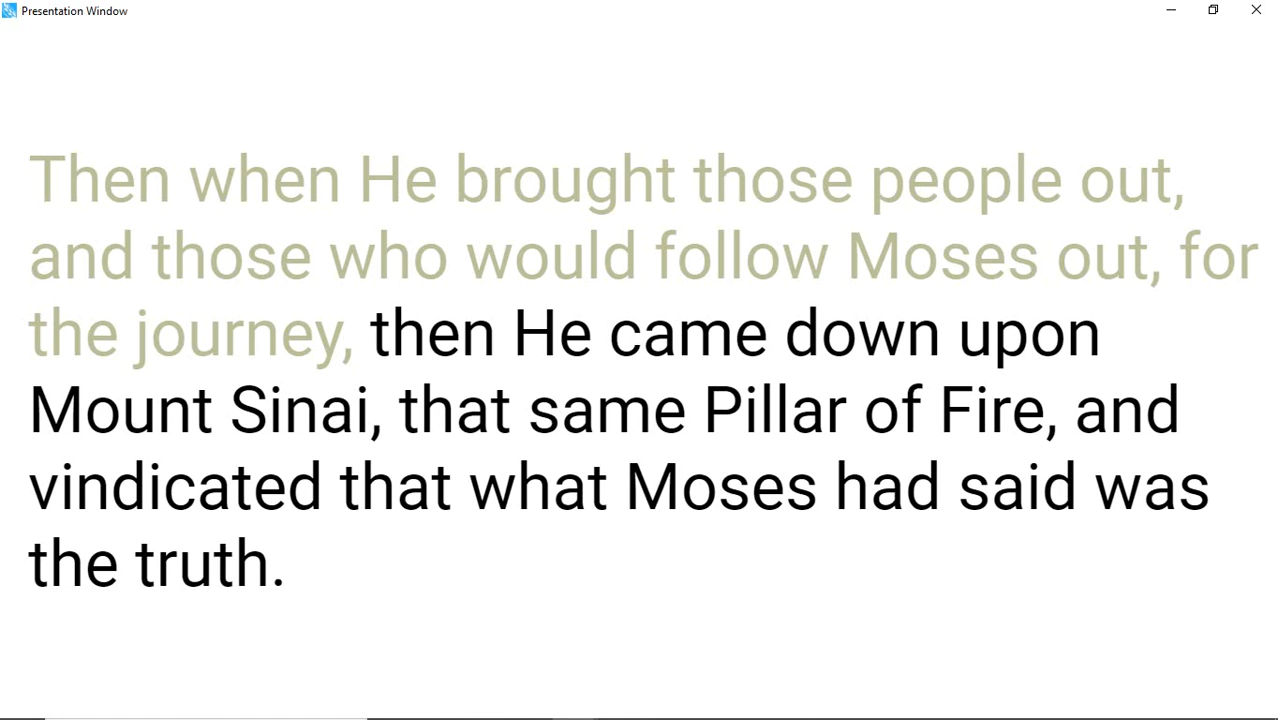 Presentation Window
Then when He brought those people out,
and those who would follow Moses out, for
the journey, then He came down upon
Mount Sinai, that same Pillar of Fire, and
vindicated that what Moses had said was
the truth.